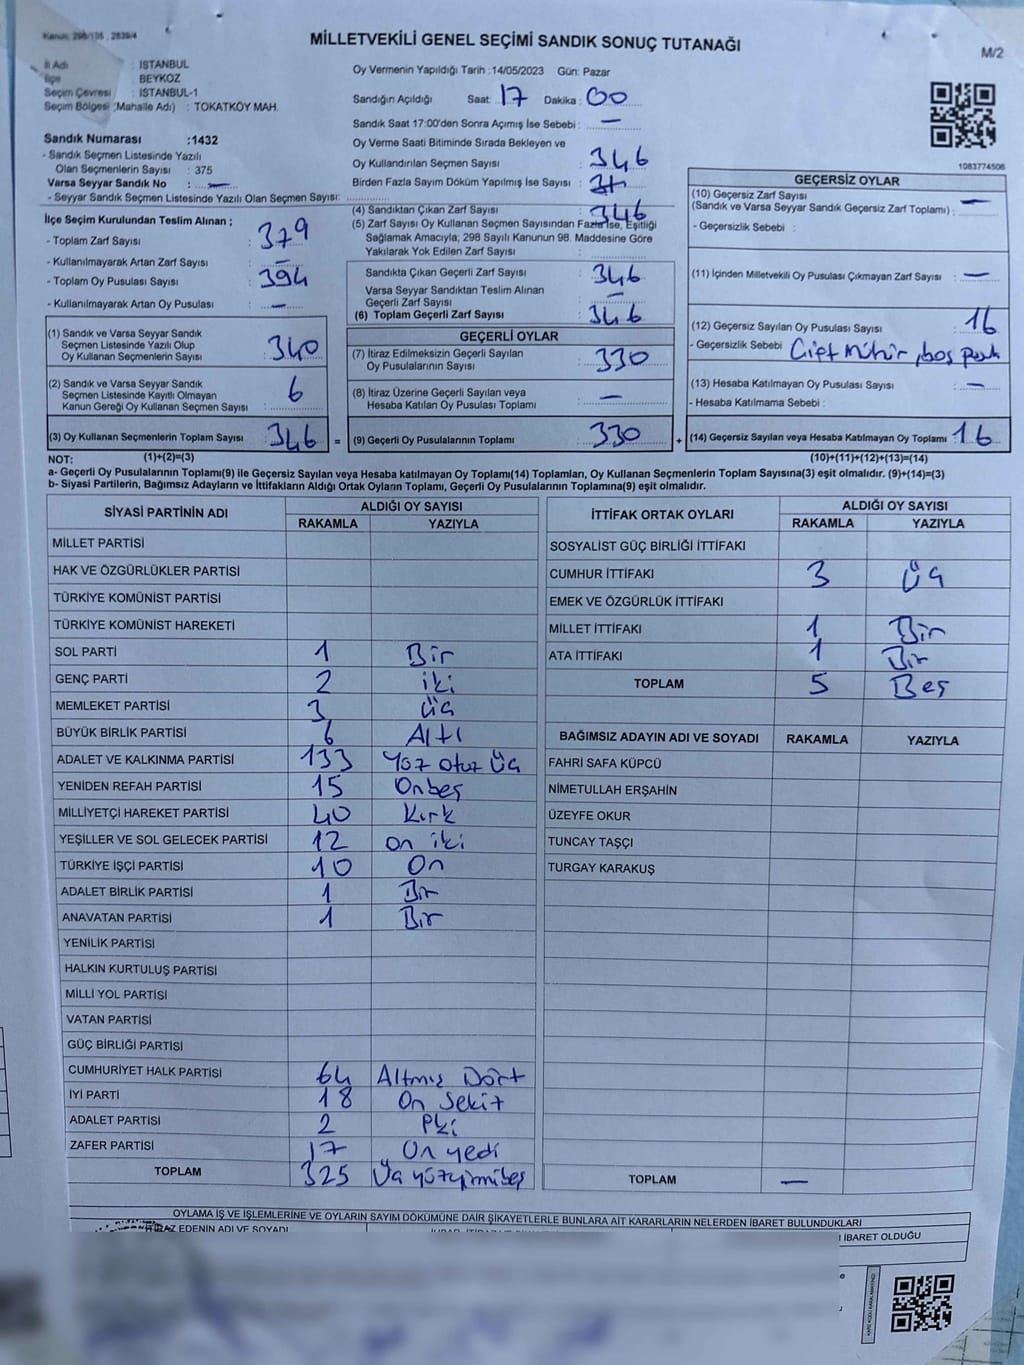 Kanun: 298/105 , 2839/4
MİLLETVEKİLİ GENEL SEÇİMİ SANDIK SONUÇ TUTANAĞI
M/2
İl Adı : İSTANBUL
İlçe : BEYKOZ
Seçim Çevresi : İSTANBUL-1
Seçim Bölgesi (Mahalle Adı) : TOKATKÖY MAH.
Sandık Numarası :1432
- Sandık Seçmen Listesinde Yazılı
Olan Seçmenlerin Sayısı : 375
Varsa Seyyar Sandık No : —
- Seyyar Sandık Seçmen Listesinde Yazılı Olan Seçmen Sayısı:
Oy Vermenin Yapıldığı Tarih :14/05/2023 Gün: Pazar
Sandığın Açıldığı Saat: 17 Dakika: 00
Sandık Saat 17:00'den Sonra Açımış İse Sebebi : —
Oy Verme Saati Bitiminde Sırada Bekleyen ve
Oy Kullandırılan Seçmen Sayısı : 346
Birden Fazla Sayım Döküm Yapılmış İse Sayısı :
1083774506
İlçe Seçim Kurulundan Teslim Alınan ;
- Toplam Zarf Sayısı : 379
- Kullanılmayarak Artan Zarf Sayısı : —
- Toplam Oy Pusulası Sayısı : 394
- Kullanılmayarak Artan Oy Pusulası : —
(4) Sandıktan Çıkan Zarf Sayısı : 346
(5) Zarf Sayısı Oy Kullanan Seçmen Sayısından Fazla İse, Eşitliği
Sağlamak Amacıyla; 298 Sayılı Kanunun 98. Maddesine Göre
Yakılarak Yok Edilen Zarf Sayısı :
Sandıkta Çıkan Geçerli Zarf Sayısı : 346
Varsa Seyyar Sandıktan Teslim Alınan
Geçerli Zarf Sayısı : —
(6) Toplam Geçerli Zarf Sayısı : 346
GEÇERSİZ OYLAR
(10) Geçersiz Zarf Sayısı
(Sandık ve Varsa Seyyar Sandık Geçersiz Zarf Toplamı) : —
- Geçersizlik Sebebi :
(11) İçinden Milletvekili Oy Pusulası Çıkmayan Zarf Sayısı : —
(12) Geçersiz Sayılan Oy Pusulası Sayısı : 16
- Geçersizlik Sebebi : Çift mühür, boş
(13) Hesaba Katılmayan Oy Pusulası Sayısı : —
- Hesaba Katılmama Sebebi :
(1) Sandık ve Varsa Seyyar Sandık
Seçmen Listesinde Yazılı Olup
Oy Kullanan Seçmenlerin Sayısı : 340
(2) Sandık ve Varsa Seyyar Sandık
Seçmen Listesinde Kayıtlı Olmayan
Kanun Gereği Oy Kullanan Seçmen Sayısı : 6
GEÇERLİ OYLAR
(7) İtiraz Edilmeksizin Geçerli Sayılan
Oy Pusulalarının Sayısı : 330
(8) İtiraz Üzerine Geçerli Sayılan veya
Hesaba Katılan Oy Pusulası Toplamı : —
(3) Oy Kullanan Seçmenlerin Toplam Sayısı : 346 = (9) Geçerli Oy Pusulalarının Toplamı : 330 + (14) Geçersiz Sayılan veya Hesaba Katılmayan Oy Toplamı : 16
NOT: (1)+(2)=(3) (10)+(11)+(12)+(13)=(14)
a- Geçerli Oy Pusulalarının Toplamı(9) ile Geçersiz Sayılan veya Hesaba katılmayan Oy Toplamı(14) Toplamları, Oy Kullanan Seçmenlerin Toplam Sayısına(3) eşit olmalıdır. (9)+(14)=(3)
b- Siyasi Partilerin, Bağımsız Adayların ve İttifakların Aldığı Ortak Oyların Toplamı, Geçerli Oy Pusulalarının Toplamına(9) eşit olmalıdır.
SİYASİ PARTİNİN ADI ALDIĞI OY SAYISI
RAKAMLA YAZIYLA
MİLLET PARTİSİ
HAK VE ÖZGÜRLÜKLER PARTİSİ
TÜRKİYE KOMÜNİST PARTİSİ
TÜRKİYE KOMÜNİST HAREKETİ
SOL PARTİ 1 Bir
GENÇ PARTİ 2 iki
MEMLEKET PARTİSİ 3 üç
BÜYÜK BİRLİK PARTİSİ 6 Altı
ADALET VE KALKINMA PARTİSİ 133 Yüz otuz Üç
YENİDEN REFAH PARTİSİ 15 Onbeş
MİLLİYETÇİ HAREKET PARTİSİ 40 Kırk
YEŞİLLER VE SOL GELECEK PARTİSİ 12 on iki
TÜRKİYE İŞÇİ PARTİSİ 10 On
ADALET BİRLİK PARTİSİ 1 Bir
ANAVATAN PARTİSİ 1 Bir
YENİLİK PARTİSİ
HALKIN KURTULUŞ PARTİSİ
MİLLİ YOL PARTİSİ
VATAN PARTİSİ
GÜÇ BİRLİĞİ PARTİSİ
CUMHURİYET HALK PARTİSİ 64 Altmış Dört
İYİ PARTİ 18 On Sekiz
ADALET PARTİSİ 2 İki
ZAFER PARTİSİ 17 On yedi
TOPLAM 325 Üç yüzyirmibeş
İTTİFAK ORTAK OYLARI ALDIĞI OY SAYISI
RAKAMLA YAZIYLA
SOSYALİST GÜÇ BİRLİĞİ İTTİFAKI
CUMHUR İTTİFAKI 3 üç
EMEK VE ÖZGÜRLÜK İTTİFAKI
MİLLET İTTİFAKI 1 Bir
ATA İTTİFAKI 1 Bir
TOPLAM 5 Beş
BAĞIMSIZ ADAYIN ADI VE SOYADI RAKAMLA YAZIYLA
FAHRİ SAFA KÜPCÜ
NİMETULLAH ERŞAHİN
ÜZEYFE OKUR
TUNCAY TAŞÇI
TURGAY KARAKUŞ
TOPLAM —
OYLAMA İŞ VE İŞLEMLERİNE VE OYLARIN SAYIM DÖKÜMÜNE DAİR ŞİKAYETLERLE BUNLARA AİT KARARLARIN NELERDEN İBARET BULUNDUKLARI
İTİRAZ EDENİN ADI VE SOYADI
İBARET OLDUĞU